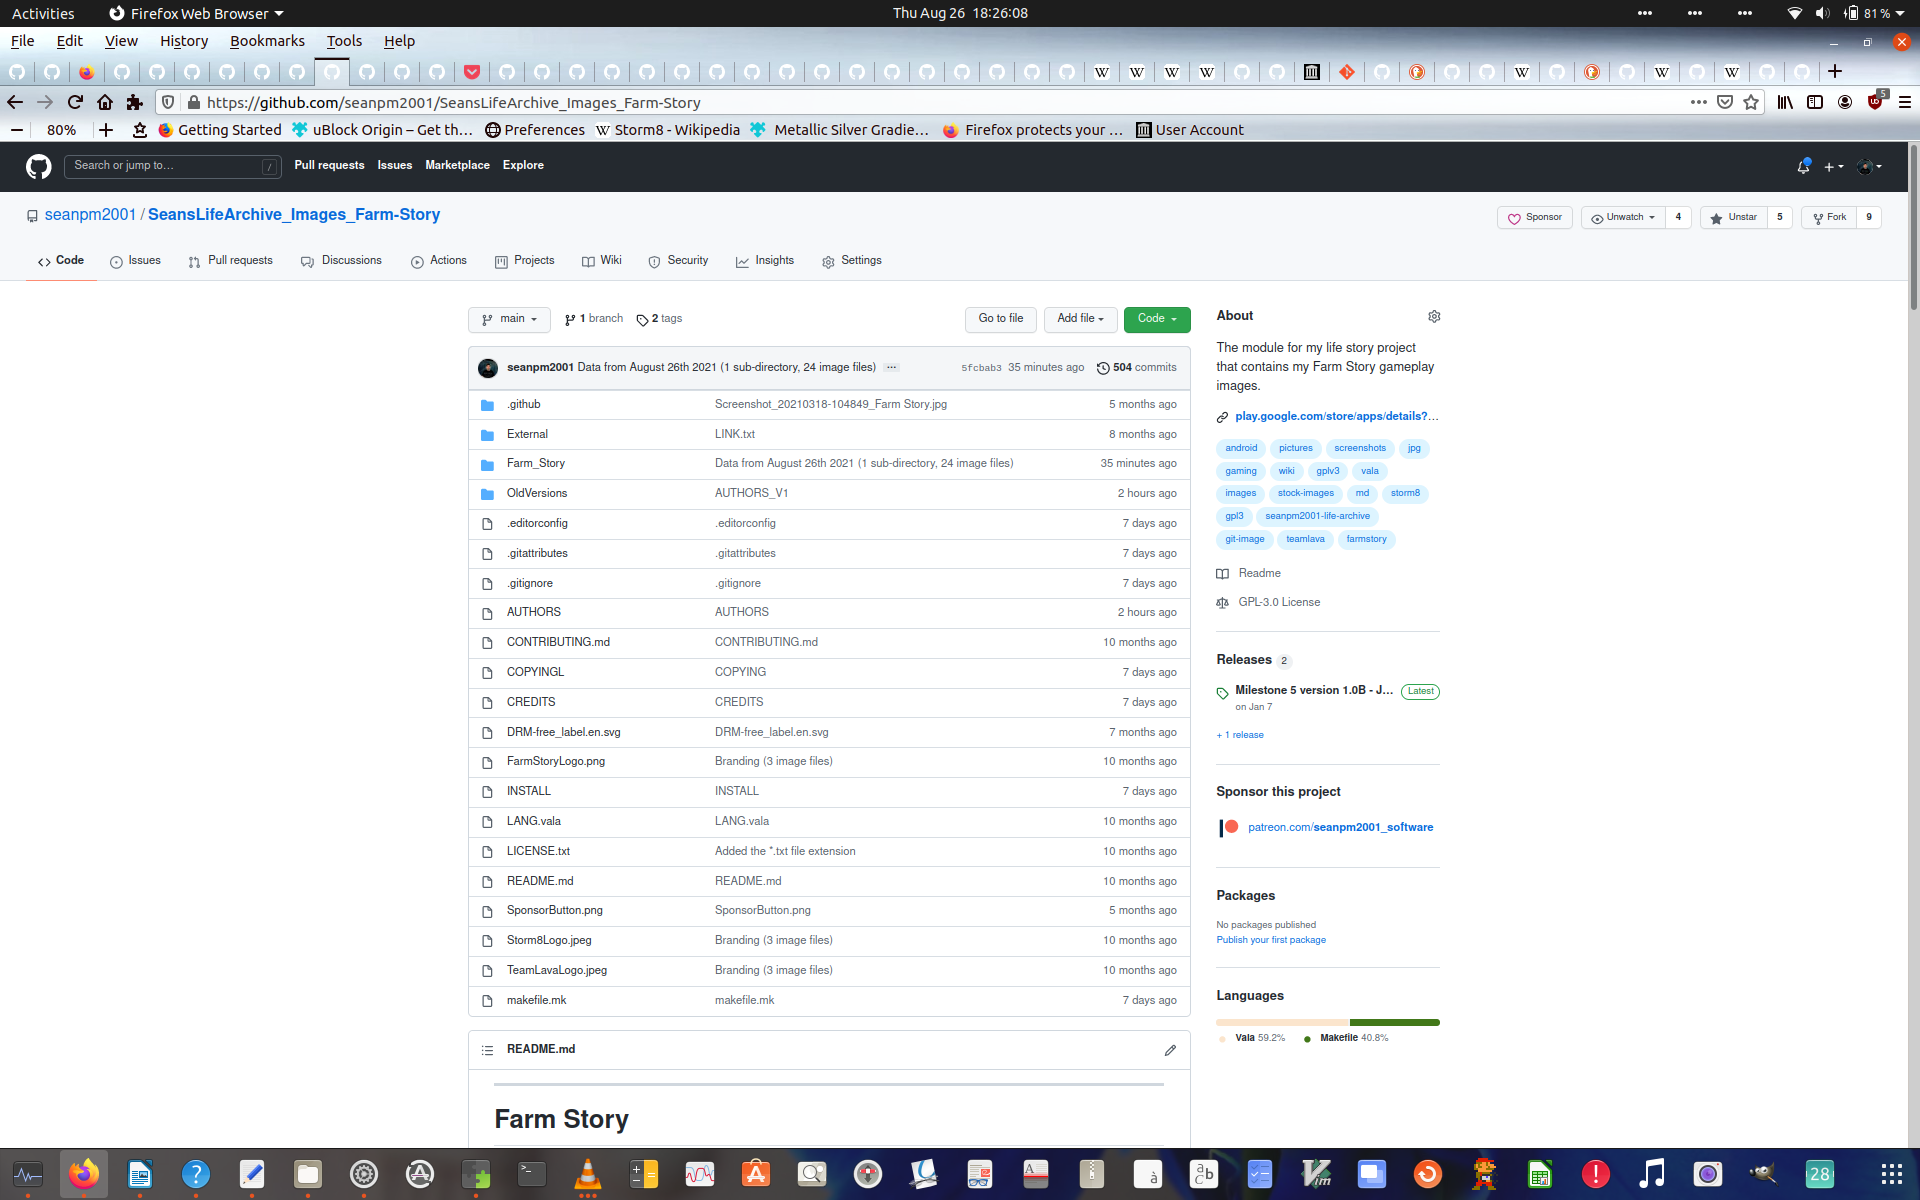 Activities Firefox Web Browser Thu Aug 26 18:26:08 81 %
File Edit View History Bookmarks Tools Help
https://github.com/seanpm2001/SeansLifeArchive_Images_Farm-Story 5
80% Getting Started uBlock Origin – Get th… Preferences Storm8 - Wikipedia Metallic Silver Gradie… Firefox protects your … User Account
Search or jump to… / Pull requests Issues Marketplace Explore
seanpm2001 / SeansLifeArchive_Images_Farm-Story Sponsor Unwatch 4 Unstar 5 Fork 9
Code Issues Pull requests Discussions Actions Projects Wiki Security Insights Settings
main 1 branch 2 tags Go to file Add file Code
seanpm2001 Data from August 26th 2021 (1 sub-directory, 24 image files) ... 5fcbab3 35 minutes ago 504 commits
.github Screenshot_20210318-104849_Farm Story.jpg 5 months ago
External LINK.txt 8 months ago
Farm_Story Data from August 26th 2021 (1 sub-directory, 24 image files) 35 minutes ago
OldVersions AUTHORS_V1 2 hours ago
.editorconfig .editorconfig 7 days ago
.gitattributes .gitattributes 7 days ago
.gitignore .gitignore 7 days ago
AUTHORS AUTHORS 2 hours ago
CONTRIBUTING.md CONTRIBUTING.md 10 months ago
COPYINGL COPYING 7 days ago
CREDITS CREDITS 7 days ago
DRM-free_label.en.svg DRM-free_label.en.svg 7 months ago
FarmStoryLogo.png Branding (3 image files) 10 months ago
INSTALL INSTALL 7 days ago
LANG.vala LANG.vala 10 months ago
LICENSE.txt Added the *.txt file extension 10 months ago
README.md README.md 10 months ago
SponsorButton.png SponsorButton.png 5 months ago
Storm8Logo.jpeg Branding (3 image files) 10 months ago
TeamLavaLogo.jpeg Branding (3 image files) 10 months ago
makefile.mk makefile.mk 7 days ago
README.md
Farm Story
About
The module for my life story project
that contains my Farm Story gameplay
images.
play.google.com/store/apps/details?…
android pictures screenshots jpg
gaming wiki gplv3 vala
images stock-images md storm8
gpl3 seanpm2001-life-archive
git-image teamlava farmstory
Readme
GPL-3.0 License
Releases 2
Milestone 5 version 1.0B - J… Latest
on Jan 7
+ 1 release
Sponsor this project
patreon.com/seanpm2001_software
Packages
No packages published
Publish your first package
Languages
Vala 59.2% Makefile 40.8%
28